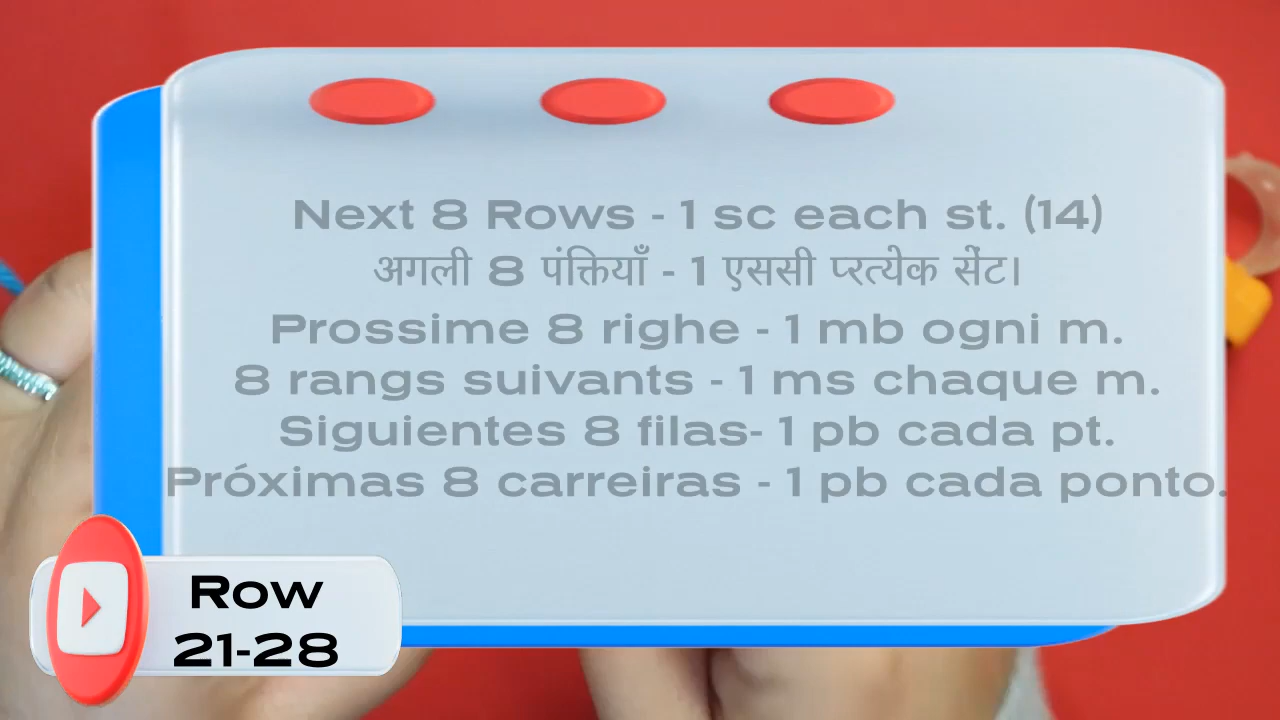 Next 8 Rows - 1 sc each st. (14)
अगली 8 पंक्तियाँ - 1 एससी प्रत्येक सेंट।
Prossime 8 righe - 1 mb ogni m.
8 rangs suivants - 1 ms chaque m.
Siguientes 8 filas- 1 pb cada pt.
Próximas 8 carreiras - 1 pb cada ponto.
Row
21-28